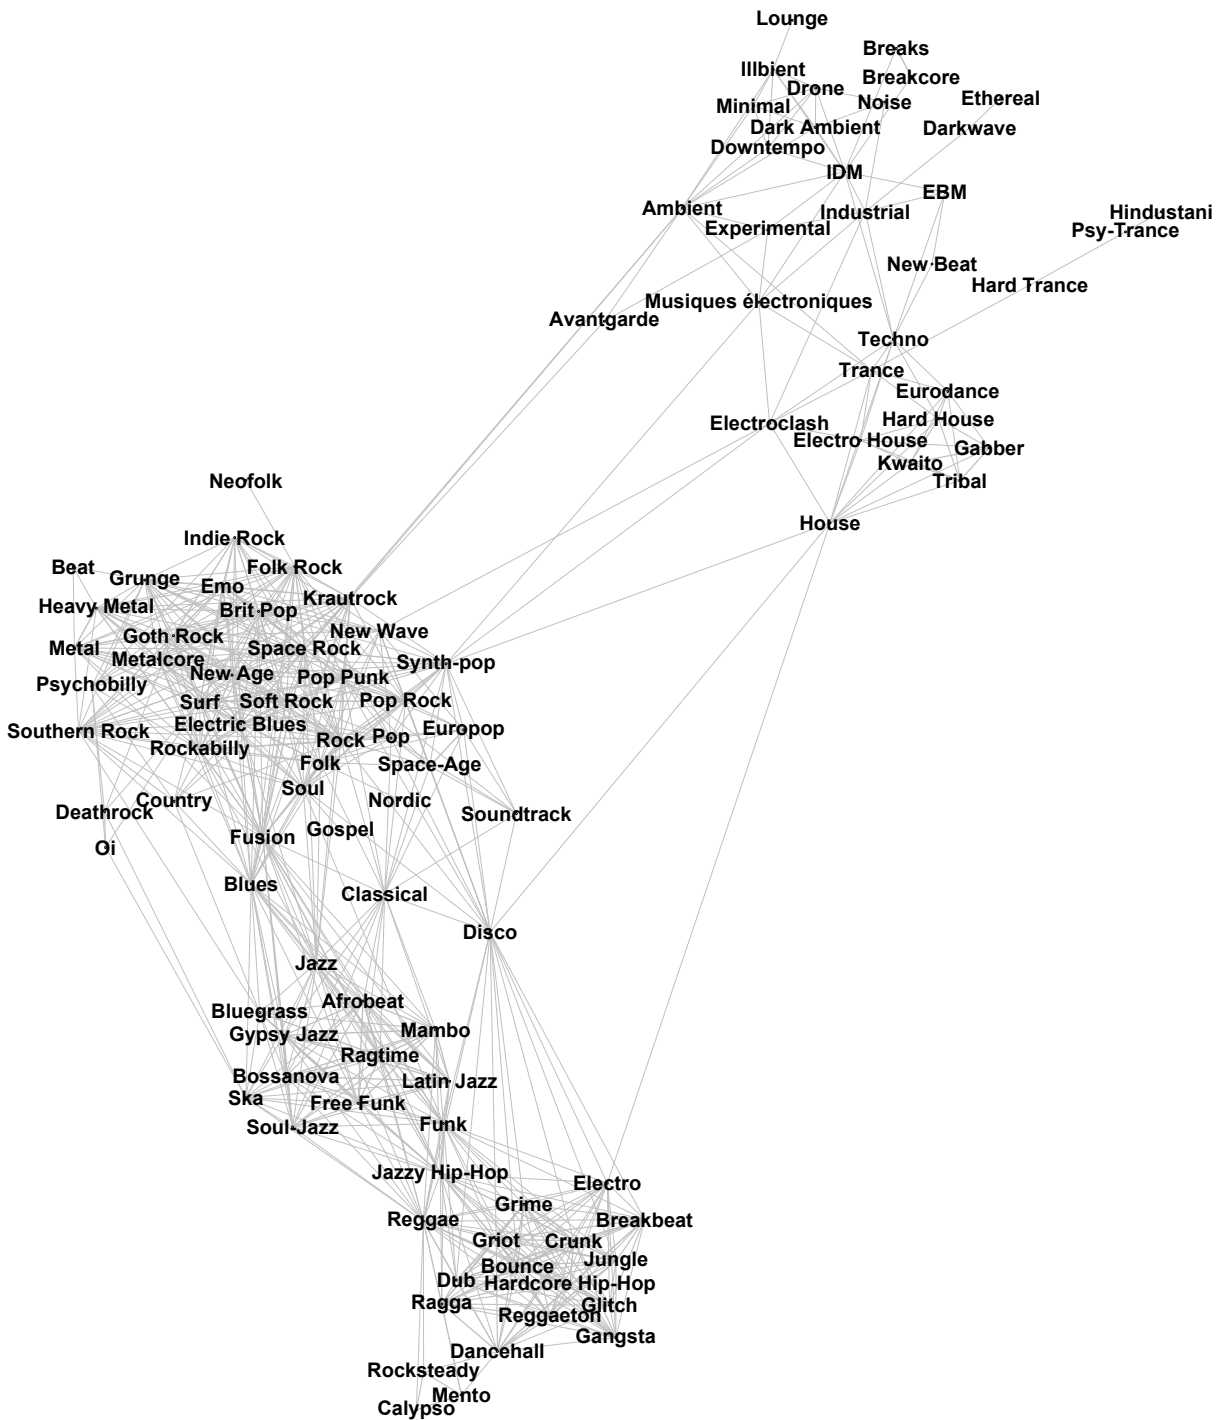 Lounge
Breaks
Illbient
Breakcore
Drone
Ethereal
Minimal
Noise
Dark Ambient
Darkwave
Downtempo
IDM
EBM
Ambient
Industrial
Hindustani
Experimental
Psy-Trance
New Beat
Hard Trance
Musiques électroniques
Avantgarde
Techno
Trance
Eurodance
Electroclash
Hard House
Electro House
Gabber
Kwaito
Tribal
Neofolk
House
Indie Rock
Beat
Folk Rock
Grunge
Emo
Krautrock
Heavy Metal
Brit Pop
New Wave
Goth Rock
Metal
Space Rock
Metalcore
Synth-pop
New Age
Pop Punk
Psychobilly
Surf
Soft Rock
Pop Rock
Electric Blues
Europop
Southern Rock
Rock
Pop
Rockabilly
Folk
Space-Age
Soul
Country
Nordic
Deathrock
Soundtrack
Gospel
Fusion
Oi
Blues
Classical
Disco
Jazz
Afrobeat
Bluegrass
Gypsy Jazz
Mambo
Ragtime
Bossanova
Latin Jazz
Ska
Free Funk
Soul-Jazz
Funk
Jazzy Hip-Hop
Electro
Grime
Reggae
Breakbeat
Griot
Crunk
Jungle
Bounce
Dub
Hardcore Hip-Hop
Ragga
Glitch
Reggaeton
Gangsta
Dancehall
Rocksteady
Mento
Calypso